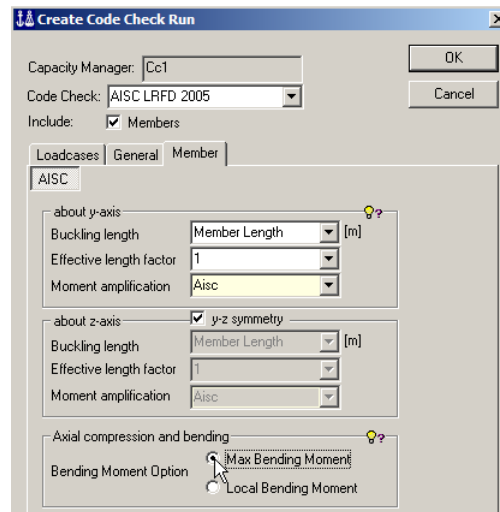 Create Code Check Run
Capacity Manager: Cc1
OK
Code Check: AISC LRFD 2005
Cancel
Include: Members
Loadcases General Member
AISC
about y-axis
Buckling length Member Length [m]
Effective length factor 1
Moment amplification Aisc
about z-axis y-z symmetry
Buckling length Member Length [m]
Effective length factor 1
Moment amplification Aisc
Axial compression and bending
Max Bending Moment
Bending Moment Option
Local Bending Moment